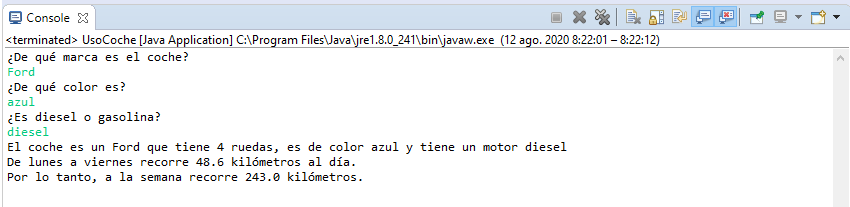 Console
<terminated> UsoCoche [Java Application] C:\Program Files\Java\jre1.8.0_241\bin\javaw.exe (12 ago. 2020 8:22:01 – 8:22:12)
¿De qué marca es el coche?
Ford
¿De qué color es?
azul
¿Es diesel o gasolina?
diesel
El coche es un Ford que tiene 4 ruedas, es de color azul y tiene un motor diesel
De lunes a viernes recorre 48.6 kilómetros al día.
Por lo tanto, a la semana recorre 243.0 kilómetros.